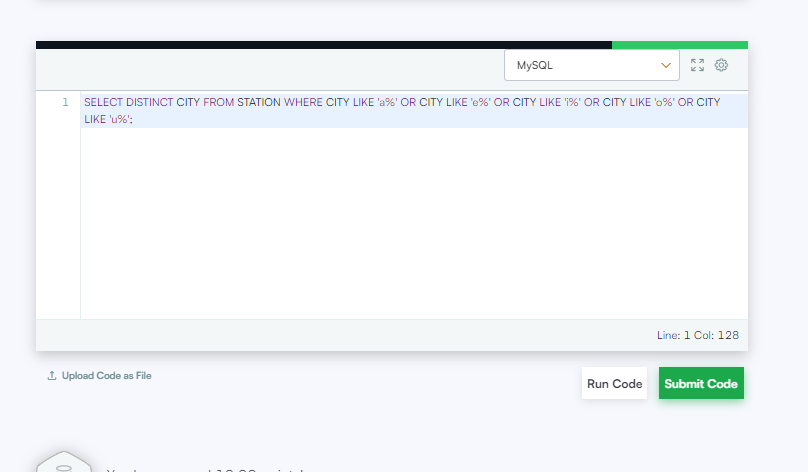 MySQL
1 SELECT DISTINCT CITY FROM STATION WHERE CITY LIKE 'a%' OR CITY LIKE 'e%' OR CITY LIKE 'i%' OR CITY LIKE 'o%' OR CITY
LIKE 'u%';
Line: 1 Col: 128
Upload Code as File
Run Code
Submit Code